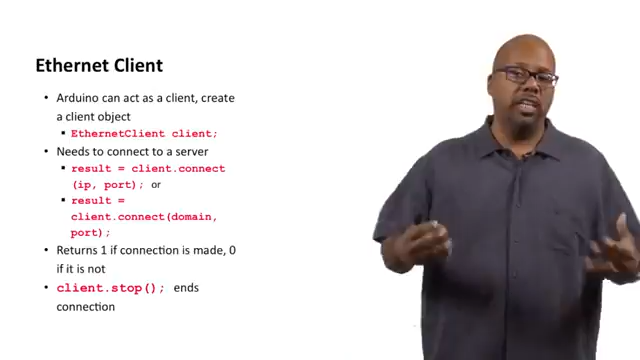 Ethernet Client
• Arduino can act as a client, create
a client object
▪ EthernetClient client;
• Needs to connect to a server
▪ result = client.connect
(ip, port); or
▪ result =
client.connect(domain,
port);
• Returns 1 if connection is made, 0
if it is not
• client.stop(); ends
connection